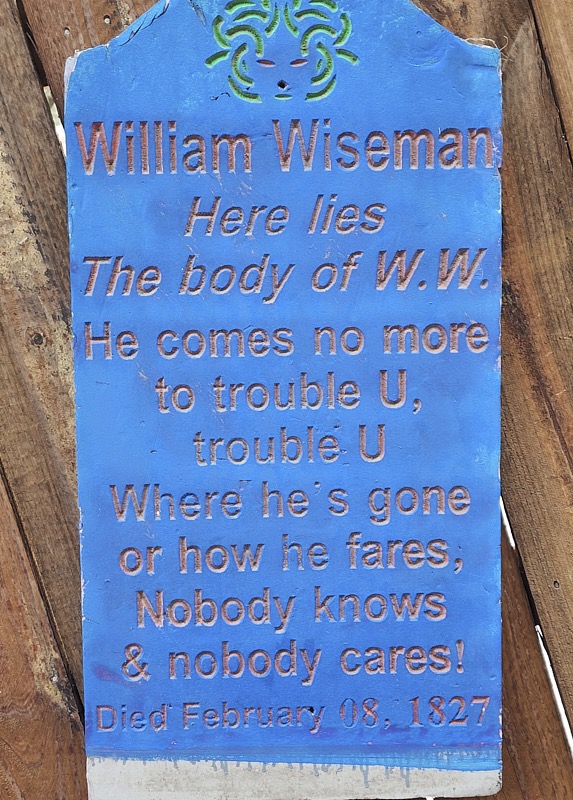 William Wiseman
Here lies
The body of W.W.
He comes no more
to trouble U,
trouble U
Where he's gone
or how he fares,
Nobody knows
& nobody cares!
Died February 08, 1827